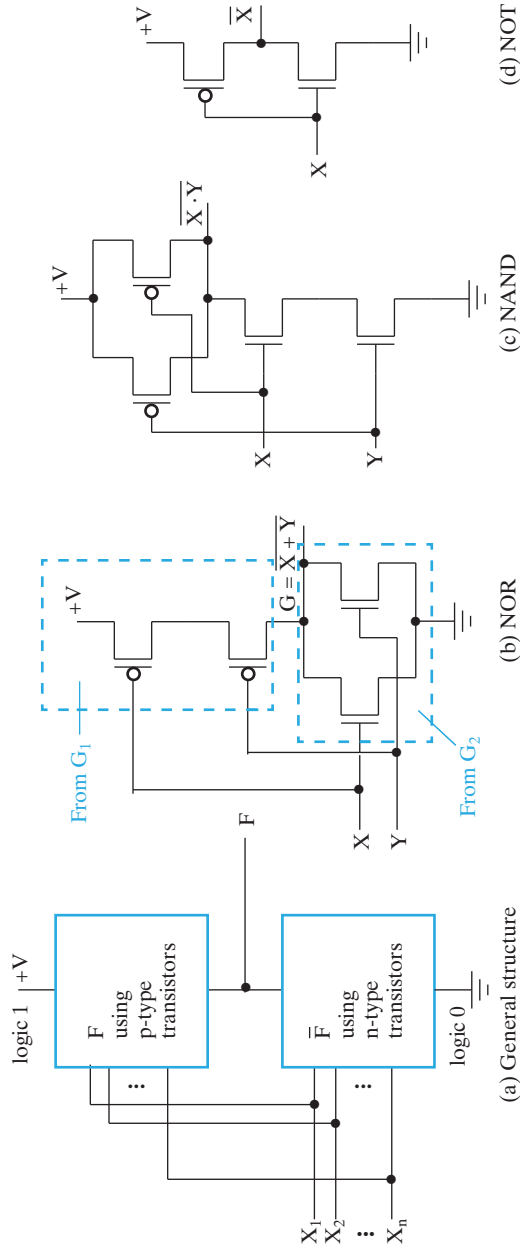 +V
logic 1
F
using
p-type
transistors
...
F
F̅
using
n-type
transistors
...
logic 0
X₁
X₂
...
Xₙ
(a) General structure
From G₁
+V
G = X + Y
X
Y
From G₂
(b) NOR
+V
X · Y
X
Y
(c) NAND
+V
X̅
X
(d) NOT